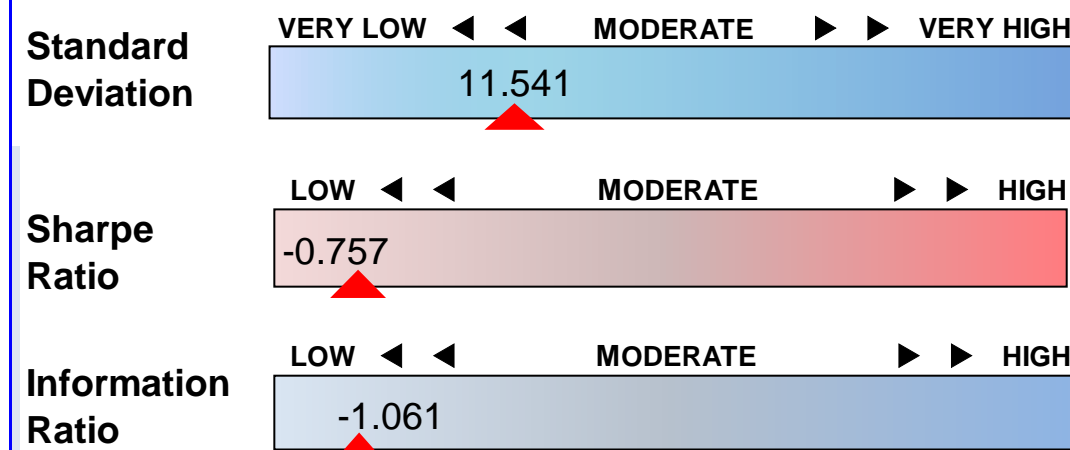 VERY LOW ◄ ◄ MODERATE ► ► VERY HIGH
Standard
Deviation
11.541
LOW ◄ ◄ MODERATE ► ► HIGH
Sharpe
Ratio
-0.757
LOW ◄ ◄ MODERATE ► ► HIGH
Information
Ratio
-1.061